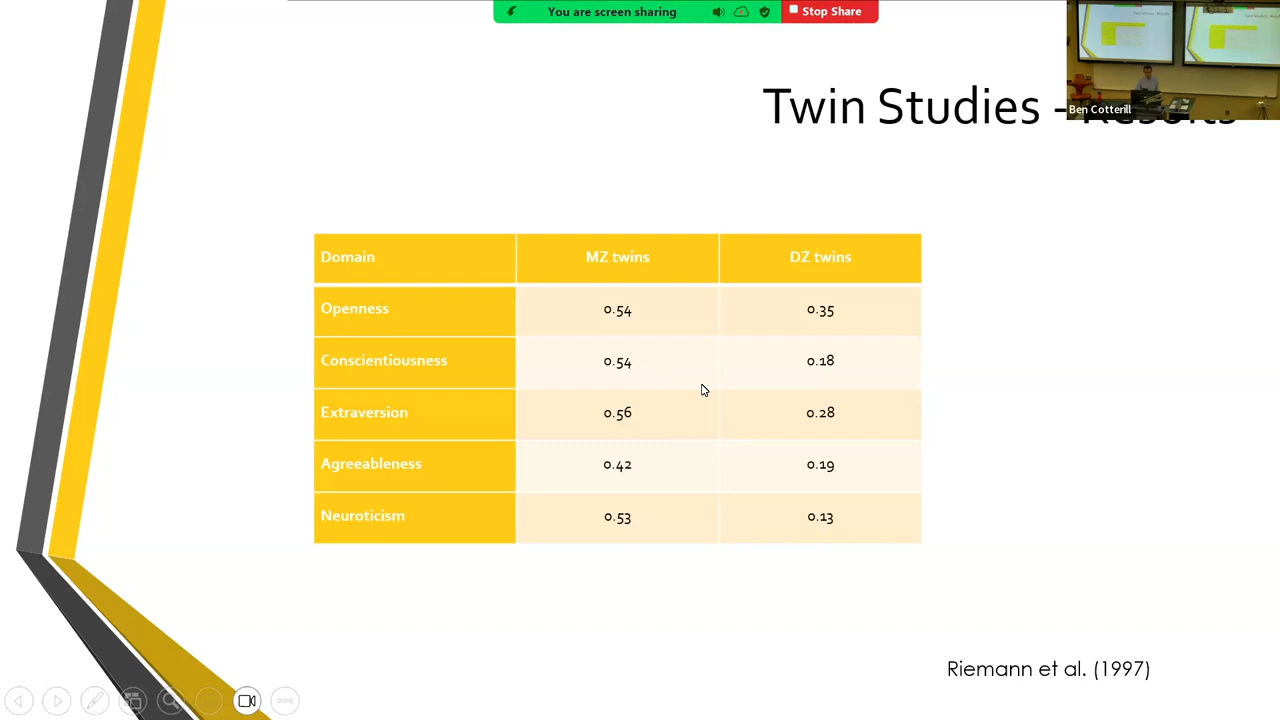 You are screen sharing
Stop Share
Ben Cotterill
Twin Studies - Results
Domain MZ twins DZ twins
Openness 0.54 0.35
Conscientiousness 0.54 0.18
Extraversion 0.56 0.28
Agreeableness 0.42 0.19
Neuroticism 0.53 0.13
Riemann et al. (1997)